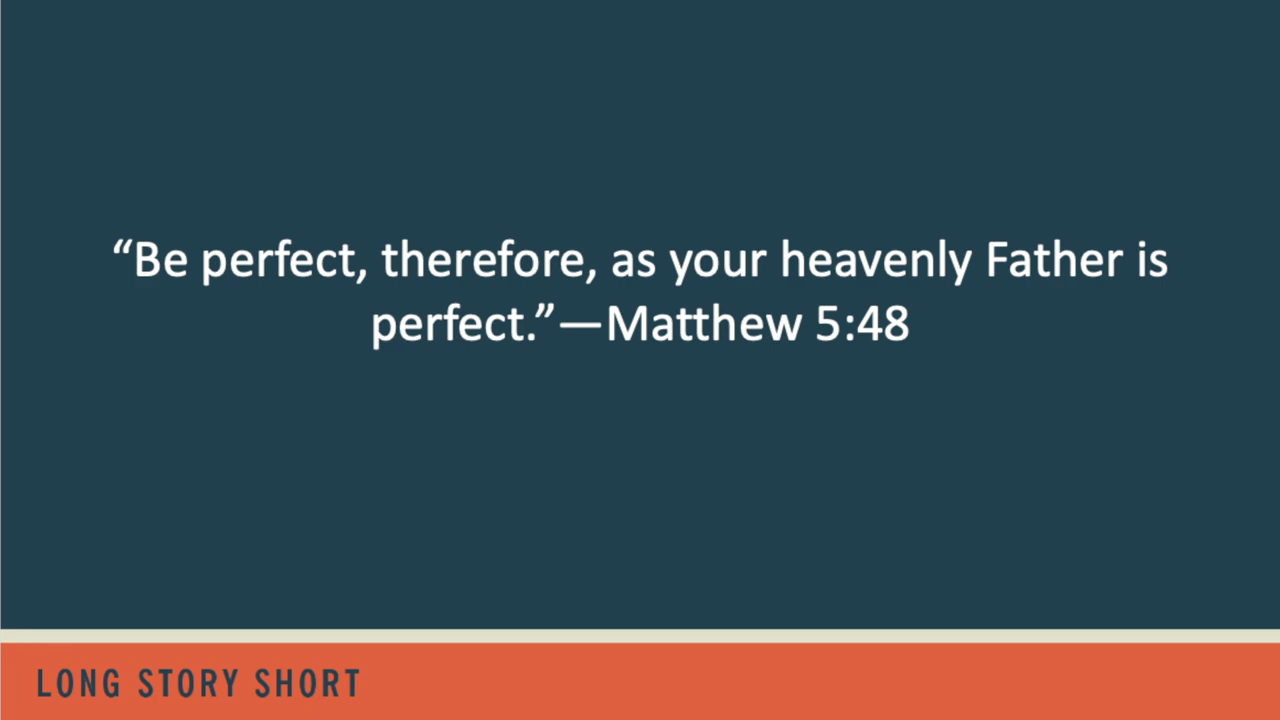 “Be perfect, therefore, as your heavenly Father is
perfect.”—Matthew 5:48
LONG STORY SHORT